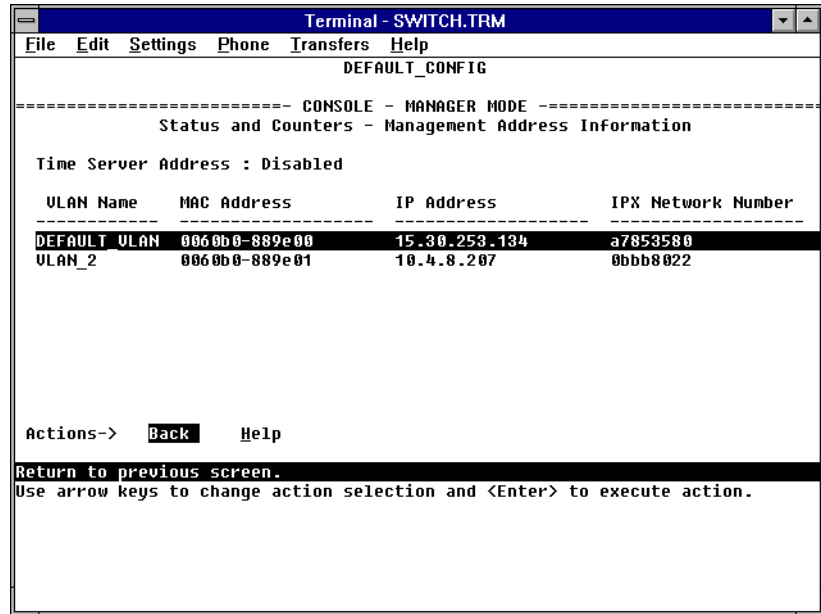 Terminal - SWITCH.TRM
File Edit Settings Phone Transfers Help
DEFAULT_CONFIG
==========================- CONSOLE - MANAGER MODE -==========================
Status and Counters - Management Address Information
Time Server Address : Disabled
VLAN Name MAC Address IP Address IPX Network Number
------------ ------------------- ------------------- -------------------
DEFAULT_VLAN 0060b0-889e00 15.30.253.134 a7853580
VLAN_2 0060b0-889e01 10.4.8.207 0bbb8022
Actions-> Back Help
Return to previous screen.
Use arrow keys to change action selection and <Enter> to execute action.